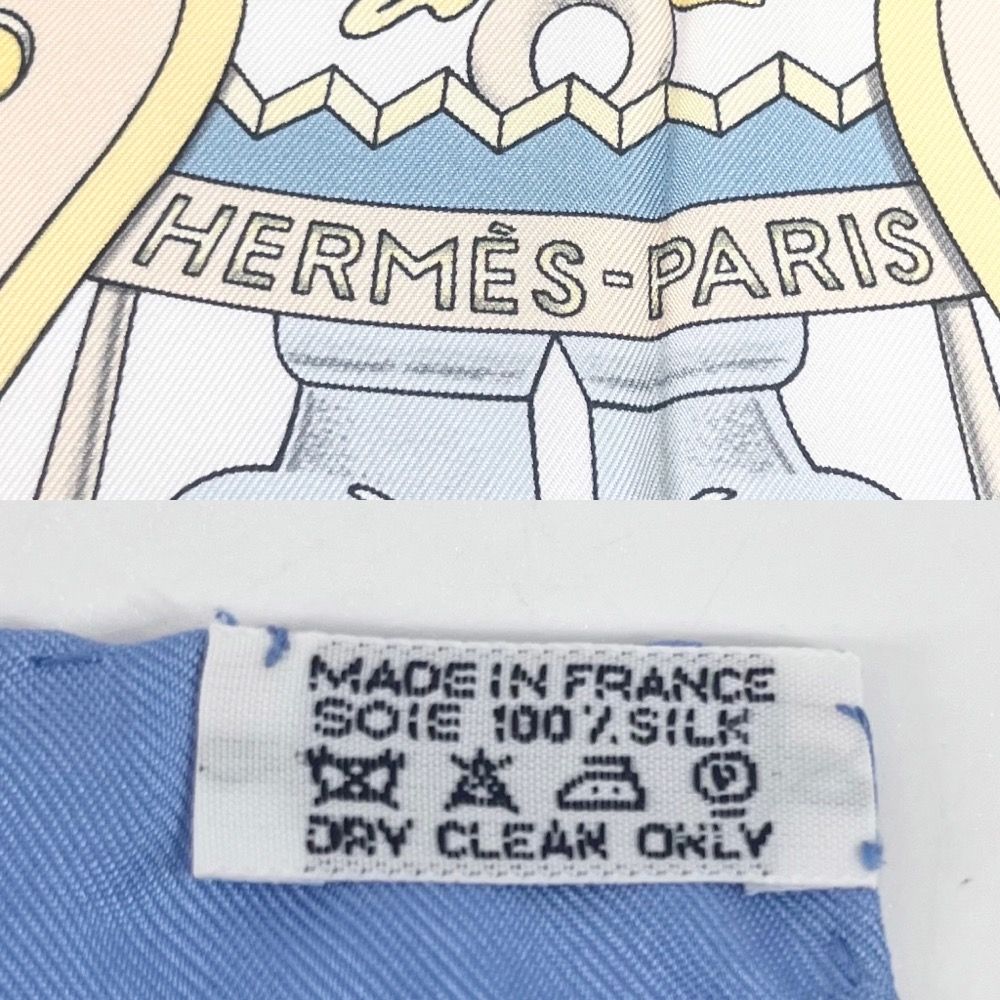 HERMÈS-PARIS
MADE IN FRANCE
SOIE 100% SILK
DRY CLEAN ONLY